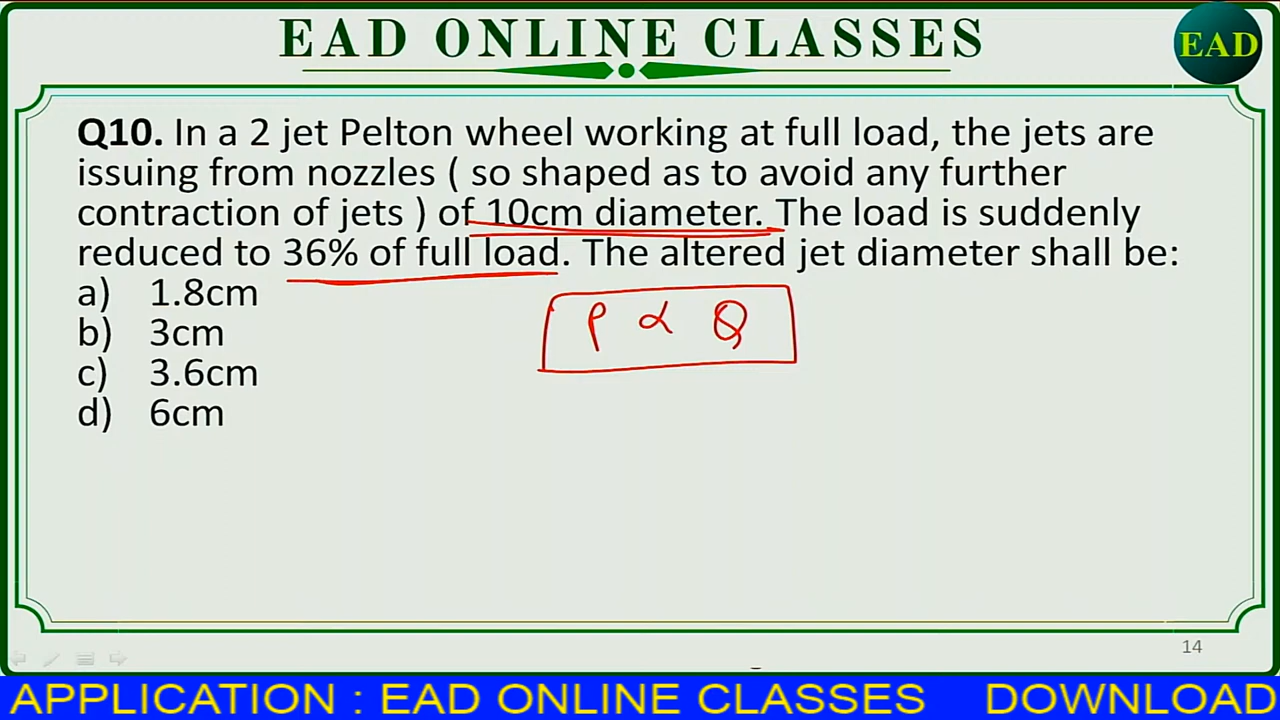 EAD ONLINE CLASSES
EAD
Q10. In a 2 jet Pelton wheel working at full load, the jets are
issuing from nozzles ( so shaped as to avoid any further
contraction of jets ) of 10cm diameter. The load is suddenly
reduced to 36% of full load. The altered jet diameter shall be:
a) 1.8cm
b) 3cm
c) 3.6cm
d) 6cm
P ∝ Q
14
APPLICATION : EAD ONLINE CLASSES DOWNLOAD